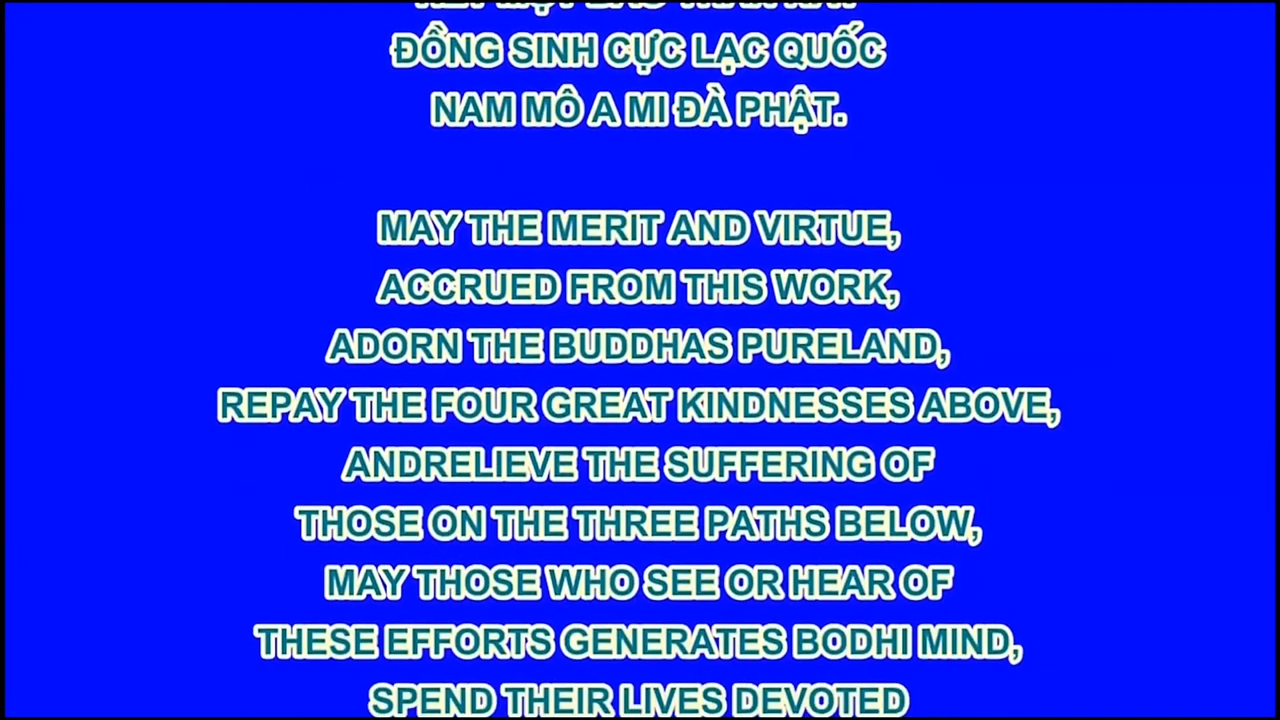 ĐỒNG SINH CỰC LẠC QUỐC
NAM MÔ A MI ĐÀ PHẬT.
MAY THE MERIT AND VIRTUE,
ACCRUED FROM THIS WORK,
ADORN THE BUDDHAS PURELAND,
REPAY THE FOUR GREAT KINDNESSES ABOVE,
ANDRELIEVE THE SUFFERING OF
THOSE ON THE THREE PATHS BELOW,
MAY THOSE WHO SEE OR HEAR OF
THESE EFFORTS GENERATES BODHI MIND,
SPEND THEIR LIVES DEVOTED